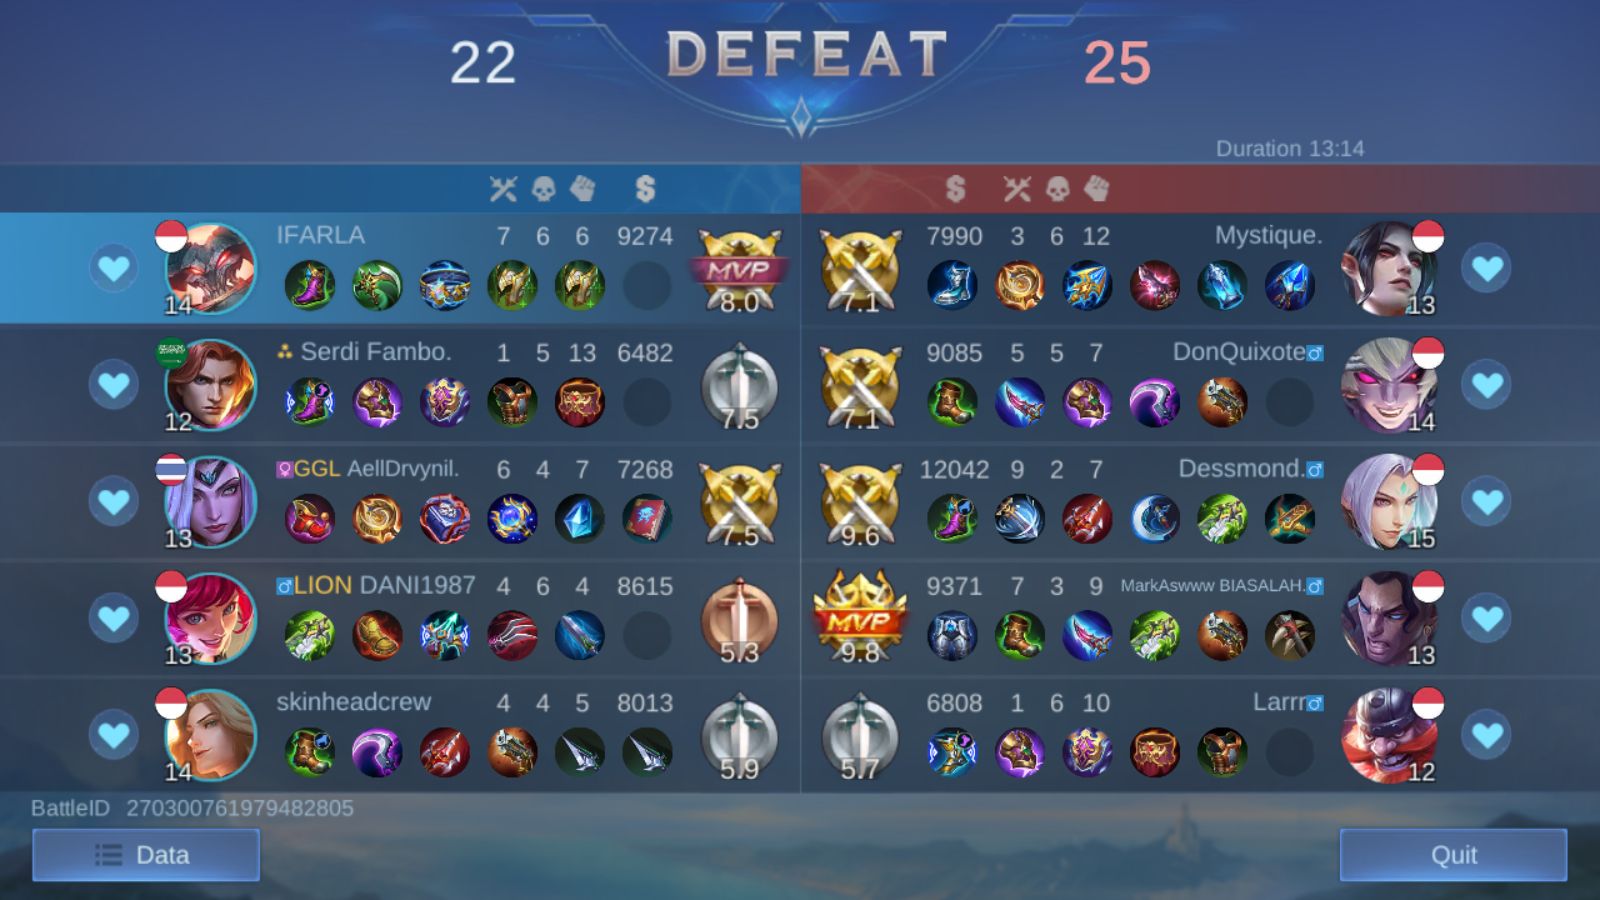 22 DEFEAT 25
Duration 13:14
IFARLA 7 6 6 9274
14 MVP 8.0
7.1 7990 3 6 12 Mystique.
13
Serdi Fambo. 1 5 13 6482
12 7.5
7.1 9085 5 5 7 DonQuixote
14
GGL AellDrvynil. 6 4 7 7268
13 7.5
9.6 12042 9 2 7 Dessmond.
15
LION DANI1987 4 6 4 8615
13 5.3
MVP 9.8 9371 7 3 9 MarkAswww BIASALAH.
13
skinheadcrew 4 4 5 8013
14 5.9
5.7 6808 1 6 10 Larrr
12
BattleID 270300761979482805
Data
Quit